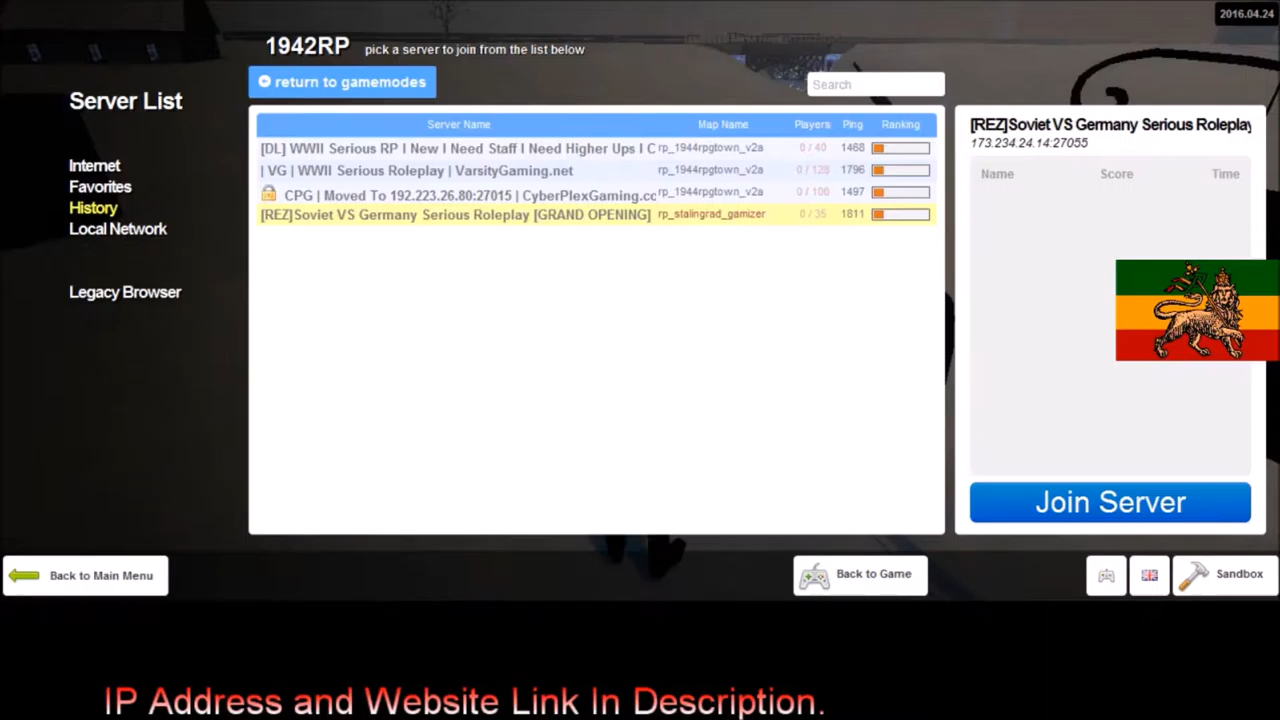 2016.04.24
1942RP pick a server to join from the list below
return to gamemodes
Search
Server List
Internet
Favorites
History
Local Network
Legacy Browser
Server Name Map Name Players Ping Ranking
[DL] WWII Serious RP I New I Need Staff I Need Higher Ups I C rp_1944rpgtown_v2a 0 / 40 1468
| VG | WWII Serious Roleplay | VarsityGaming.net rp_1944rpgtown_v2a 0 / 128 1796
CPG | Moved To 192.223.26.80:27015 | CyberPlexGaming.cc rp_1944rpgtown_v2a 0 / 100 1497
[REZ]Soviet VS Germany Serious Roleplay [GRAND OPENING] rp_stalingrad_gamizer 0 / 35 1811
[REZ]Soviet VS Germany Serious Roleplay
173.234.24.14:27055
Name Score Time
Join Server
Back to Main Menu
Back to Game
Sandbox
IP Address and Website Link In Description.